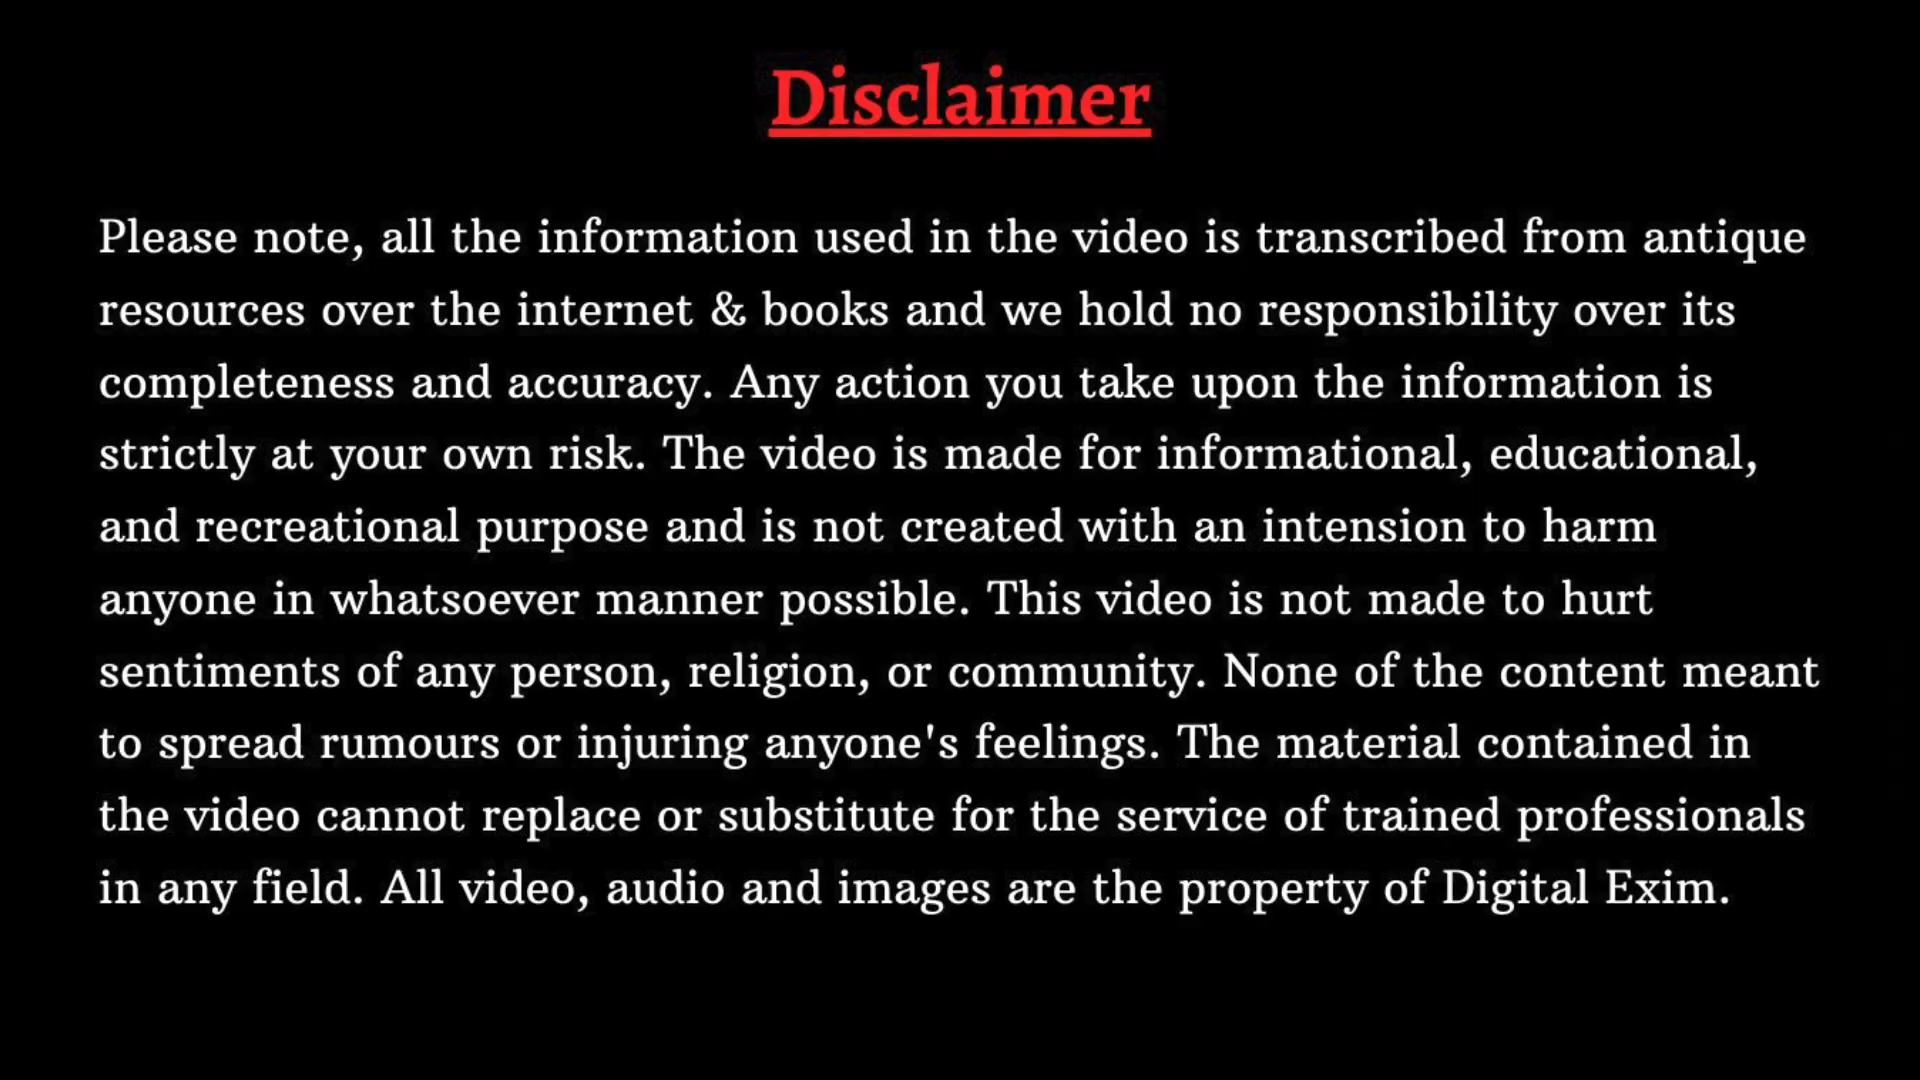 Disclaimer
Please note, all the information used in the video is transcribed from antique
resources over the internet & books and we hold no responsibility over its
completeness and accuracy. Any action you take upon the information is
strictly at your own risk. The video is made for informational, educational,
and recreational purpose and is not created with an intension to harm
anyone in whatsoever manner possible. This video is not made to hurt
sentiments of any person, religion, or community. None of the content meant
to spread rumours or injuring anyone's feelings. The material contained in
the video cannot replace or substitute for the service of trained professionals
in any field. All video, audio and images are the property of Digital Exim.